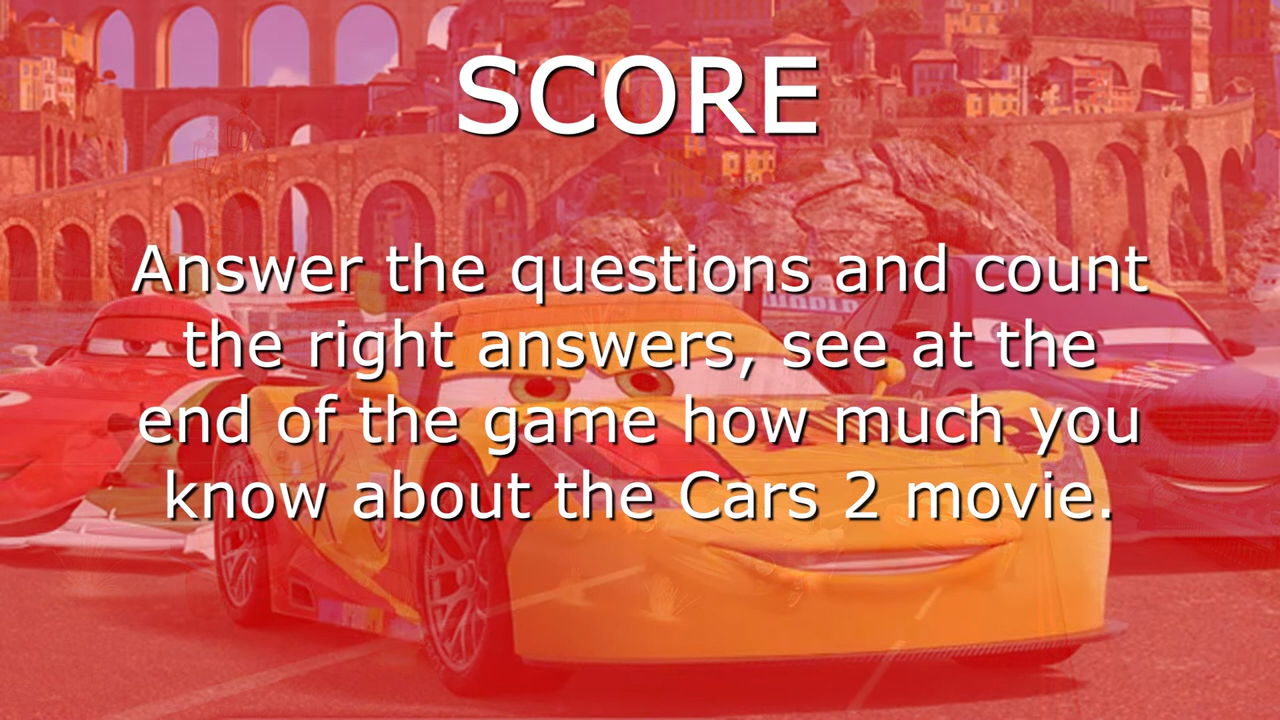 SCORE
Answer the questions and count
the right answers, see at the
end of the game how much you
know about the Cars 2 movie.